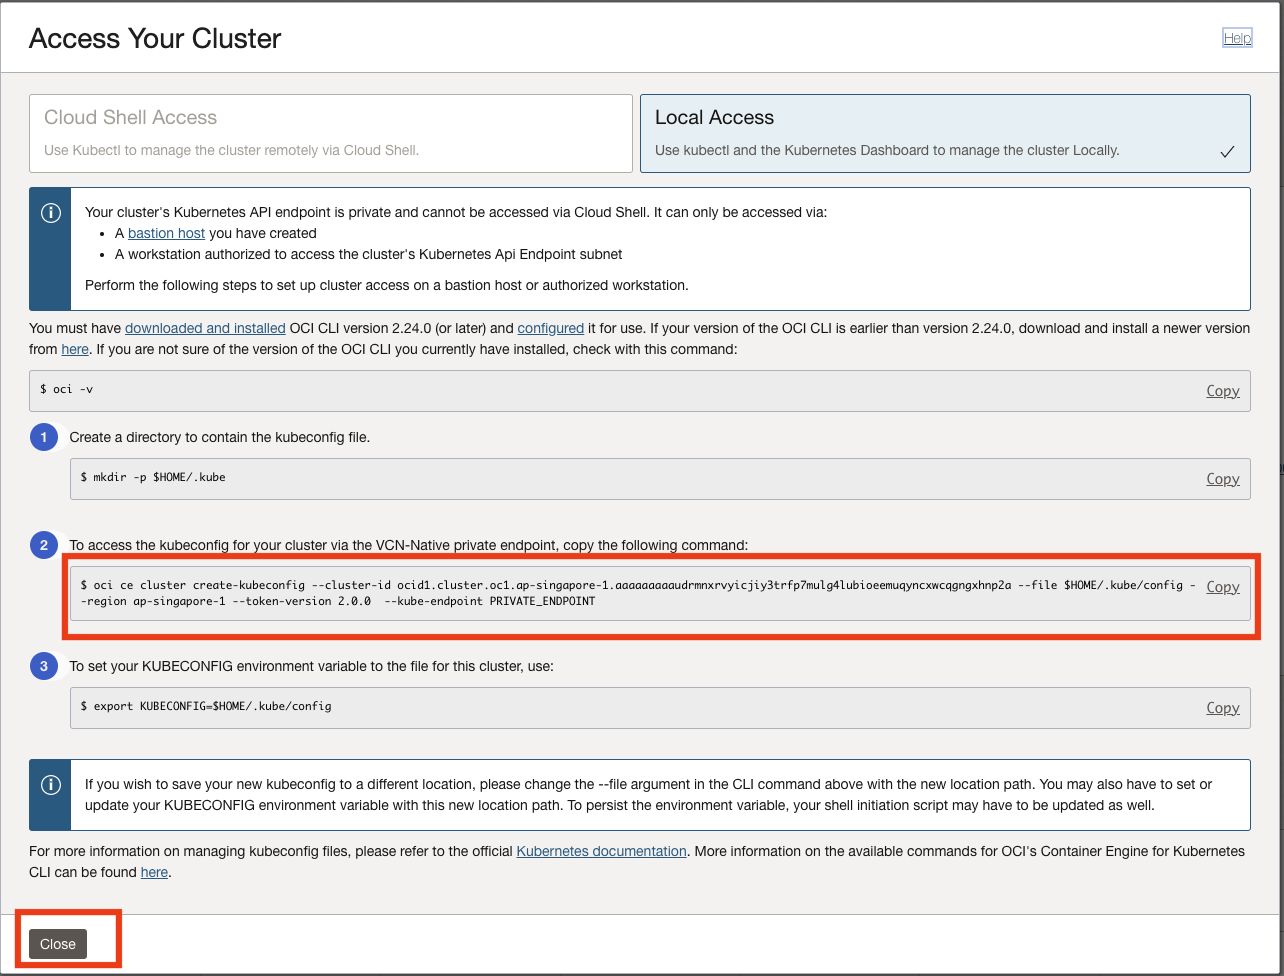 Access Your Cluster
Help
Cloud Shell Access
Use Kubectl to manage the cluster remotely via Cloud Shell.
Local Access
Use kubectl and the Kubernetes Dashboard to manage the cluster Locally.
Your cluster's Kubernetes API endpoint is private and cannot be accessed via Cloud Shell. It can only be accessed via:
• A bastion host you have created
• A workstation authorized to access the cluster's Kubernetes Api Endpoint subnet
Perform the following steps to set up cluster access on a bastion host or authorized workstation.
You must have downloaded and installed OCI CLI version 2.24.0 (or later) and configured it for use. If your version of the OCI CLI is earlier than version 2.24.0, download and install a newer version
from here. If you are not sure of the version of the OCI CLI you currently have installed, check with this command:
$ oci -v
Copy
1 Create a directory to contain the kubeconfig file.
$ mkdir -p $HOME/.kube
Copy
2 To access the kubeconfig for your cluster via the VCN-Native private endpoint, copy the following command:
$ oci ce cluster create-kubeconfig --cluster-id ocid1.cluster.oc1.ap-singapore-1.aaaaaaaaaudrmnxrvyicjiy3trfp7mulg4lubioeemuqyncxwcqgngxhnp2a --file $HOME/.kube/config -
-region ap-singapore-1 --token-version 2.0.0  --kube-endpoint PRIVATE_ENDPOINT
Copy
3 To set your KUBECONFIG environment variable to the file for this cluster, use:
$ export KUBECONFIG=$HOME/.kube/config
Copy
If you wish to save your new kubeconfig to a different location, please change the --file argument in the CLI command above with the new location path. You may also have to set or
update your KUBECONFIG environment variable with this new location path. To persist the environment variable, your shell initiation script may have to be updated as well.
For more information on managing kubeconfig files, please refer to the official Kubernetes documentation. More information on the available commands for OCI's Container Engine for Kubernetes
CLI can be found here.
Close